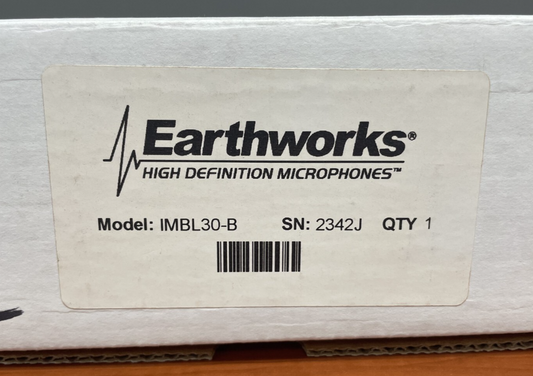 Earthworks®
HIGH DEFINITION MICROPHONES™
Model: IMBL30-B SN: 2342J QTY 1